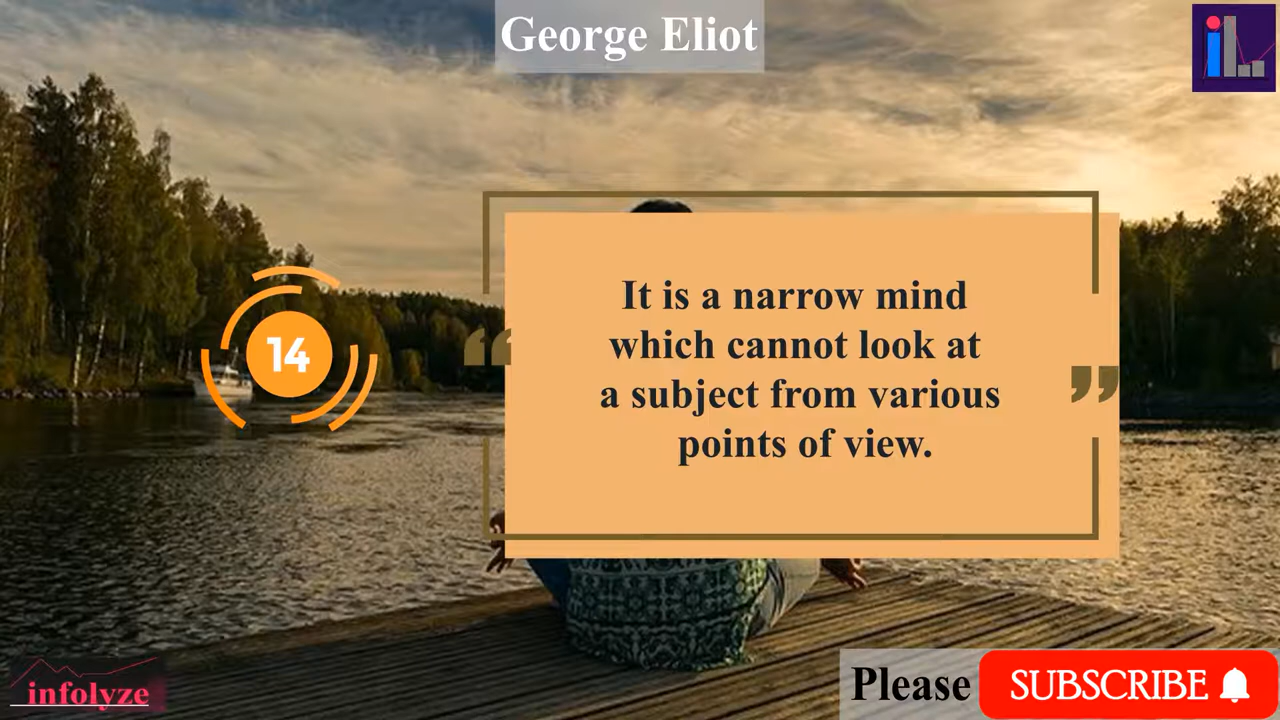 George Eliot
14
“
It is a narrow mind
which cannot look at
a subject from various
points of view.
”
infolyze
Please SUBSCRIBE